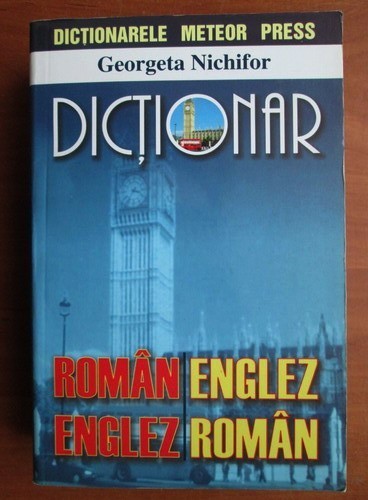 DICȚIONARELE METEOR PRESS
Georgeta Nichifor
DICȚIONAR
ROMÂN ENGLEZ
ENGLEZ ROMÂN